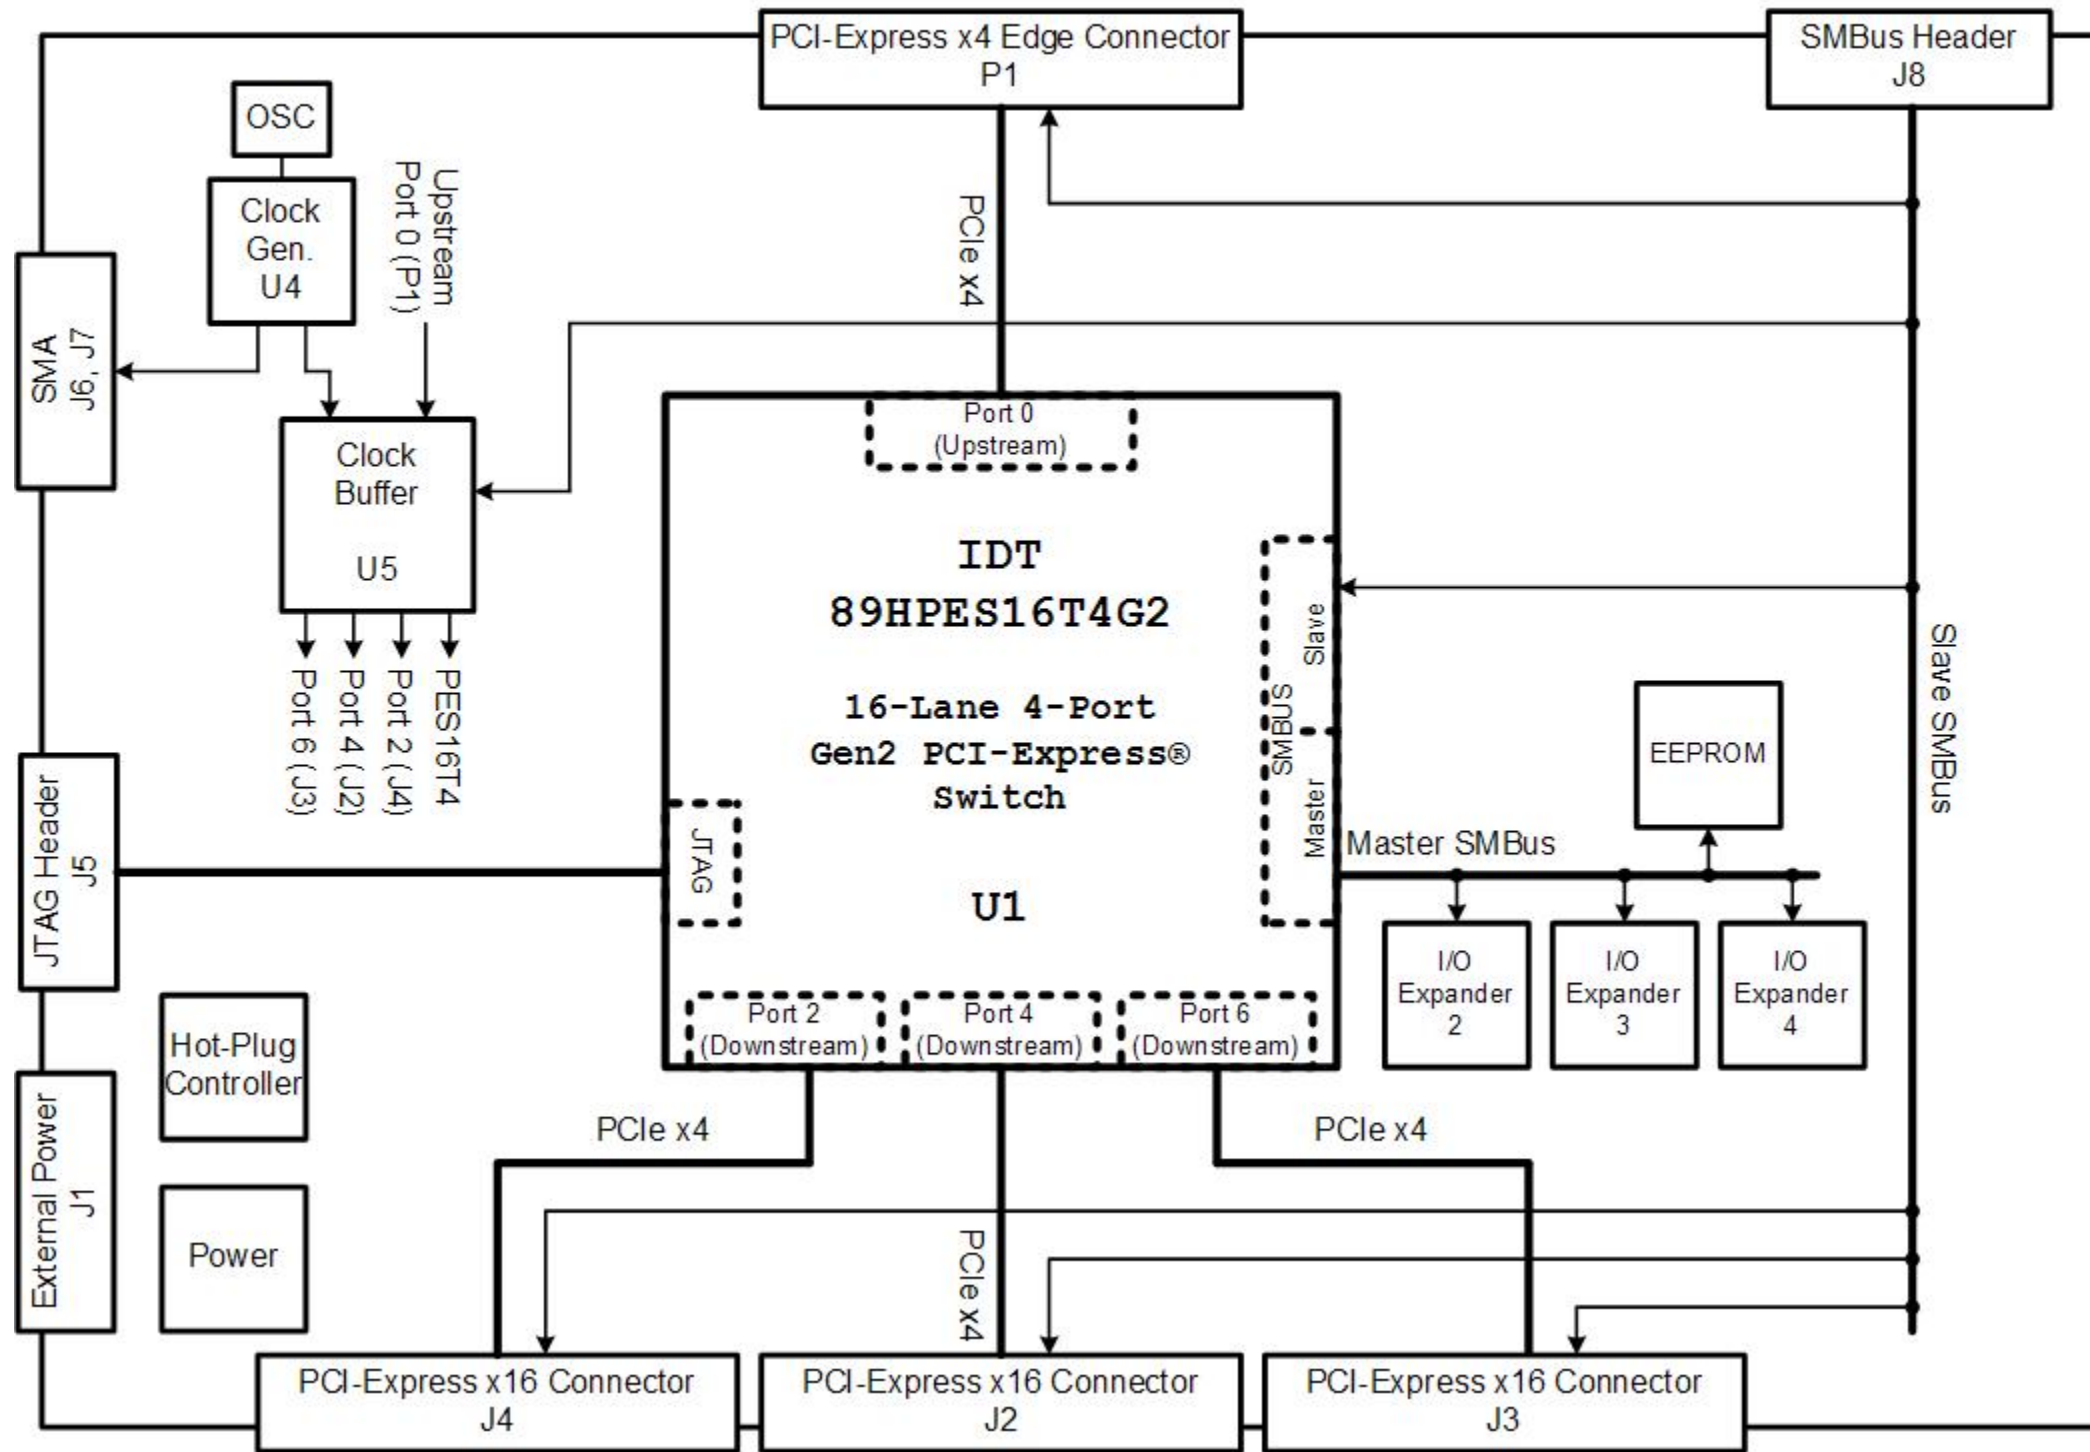 PCI-Express x4 Edge Connector
P1
SMBus Header
J8
OSC
Clock
Gen.
U4
Upstream
Port 0 (P1)
PCIe x4
SMA
J6, J7
Clock
Buffer
U5
Port 6 (J3)
Port 4 (J2)
Port 2 (J4)
PES16T4
Port 0
(Upstream)
IDT
89HPES16T4G2
16-Lane 4-Port
Gen2 PCI-Express®
Switch
U1
SMBUS
Slave
Master
Slave SMBus
EEPROM
Master SMBus
JTAG Header
J5
JTAG
I/O
Expander
2
I/O
Expander
3
I/O
Expander
4
Port 2
(Downstream)
Port 4
(Downstream)
Port 6
(Downstream)
Hot-Plug
Controller
External Power
J1
Power
PCIe x4
PCIe x4
PCIe x4
PCI-Express x16 Connector
J4
PCI-Express x16 Connector
J2
PCI-Express x16 Connector
J3